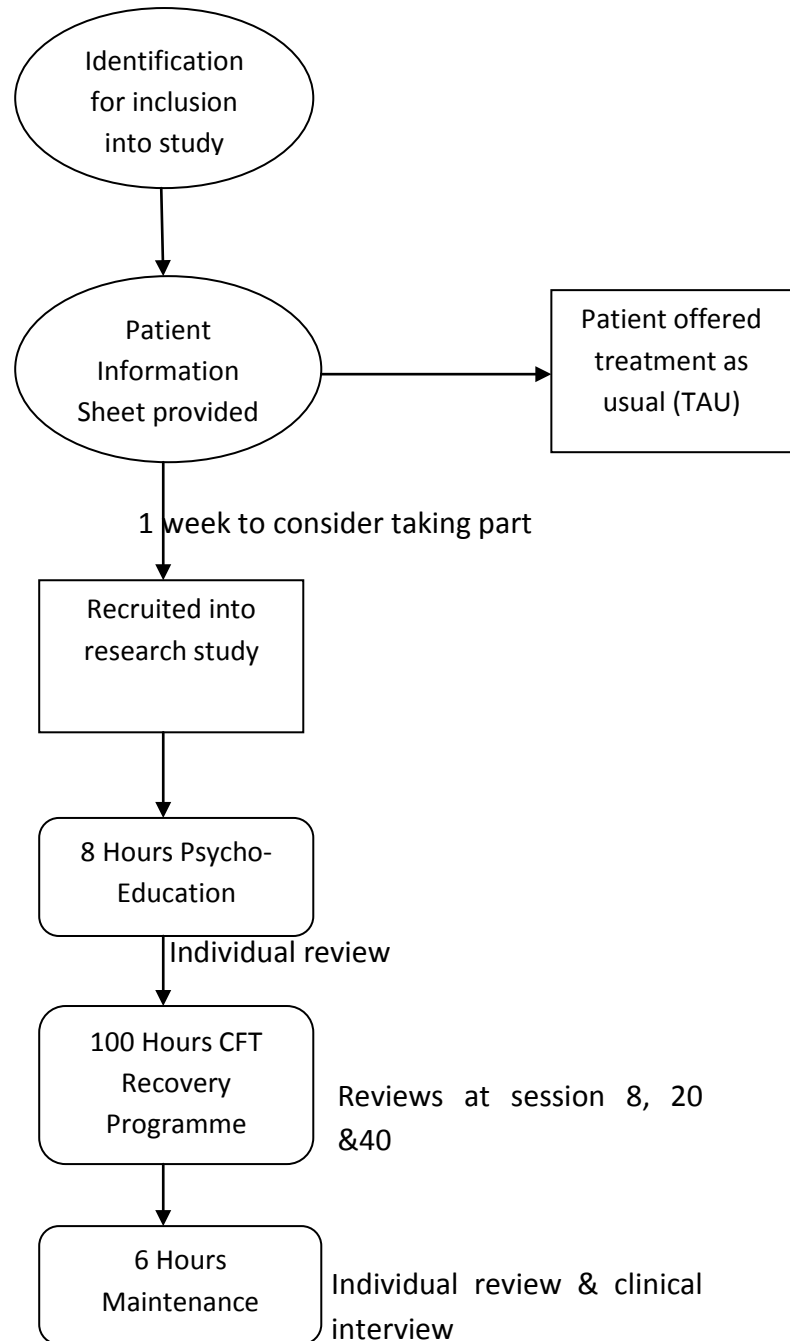 Identification
for inclusion
into study
Patient
Information
Sheet provided
Patient offered
treatment as
usual (TAU)
1 week to consider taking part
Recruited into
research study
8 Hours Psycho-
Education
Individual review
100 Hours CFT
Recovery
Programme
Reviews at session 8, 20
&40
6 Hours
Maintenance
Individual review & clinical
interview